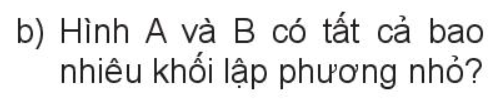 b) Hình A và B có tất cả bao
nhiêu khối lập phương nhỏ?